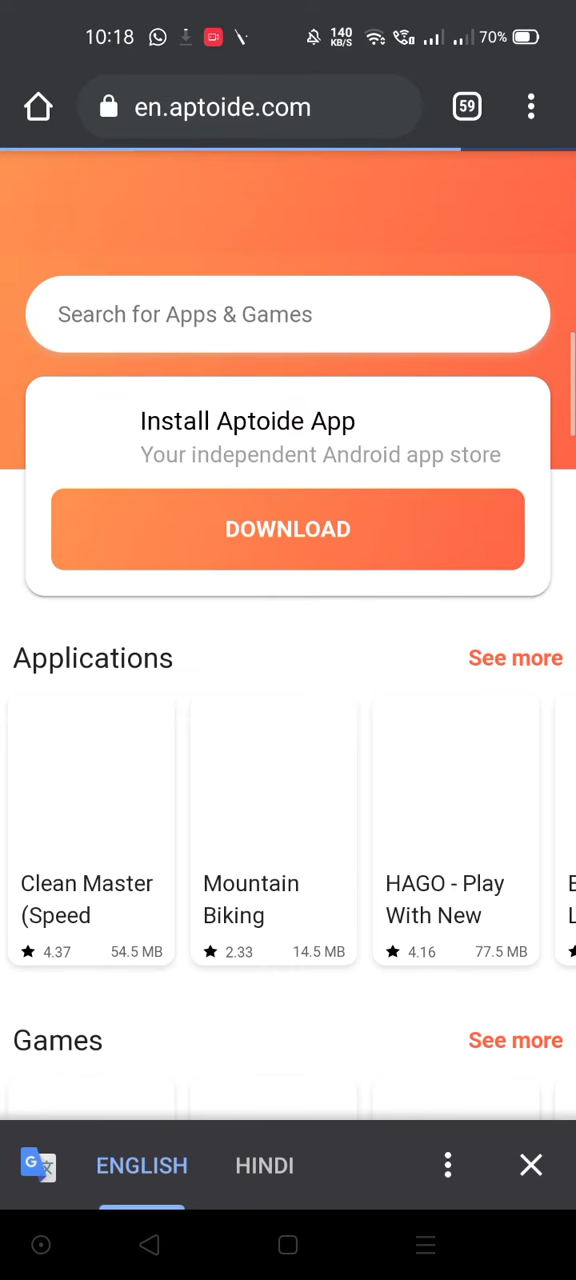 10:18 140 KB/S 70%
en.aptoide.com 59
Search for Apps & Games
Install Aptoide App
Your independent Android app store
DOWNLOAD
Applications See more
Clean Master (Speed
4.37 54.5 MB
Mountain Biking
2.33 14.5 MB
HAGO - Play With New
4.16 77.5 MB
Games See more
G ENGLISH HINDI